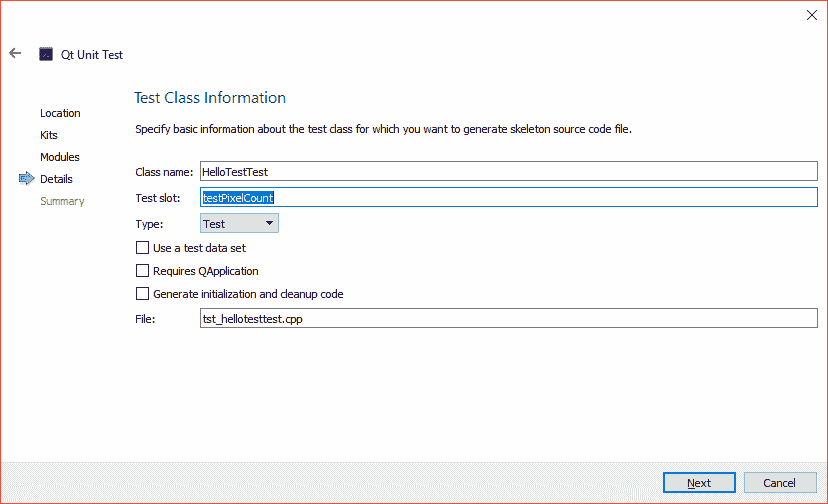 Qt Unit Test
Location
Kits
Modules
Details
Summary
Test Class Information
Specify basic information about the test class for which you want to generate skeleton source code file.
Class name: HelloTestTest
Test slot: testPixelCount
Type: Test
Use a test data set
Requires QApplication
Generate initialization and cleanup code
File: tst_hellotesttest.cpp
Next Cancel